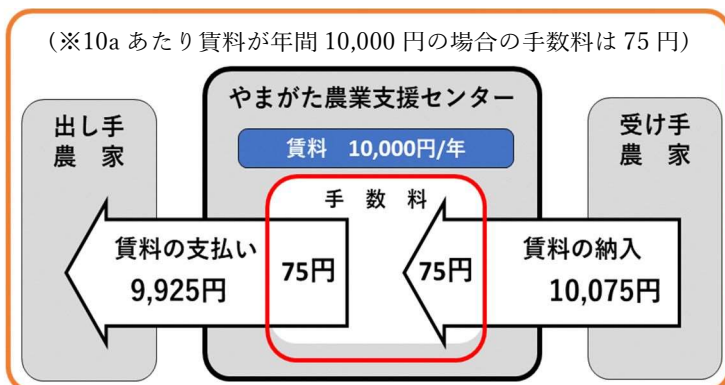 （※10a あたり賃料が年間 10,000 円の場合の手数料は 75 円）
やまがた農業支援センター
出し手
農　家
受け手
農　家
賃料　10,000円/年
手　数　料
賃料の支払い
9,925円
75円
75円
賃料の納入
10,075円